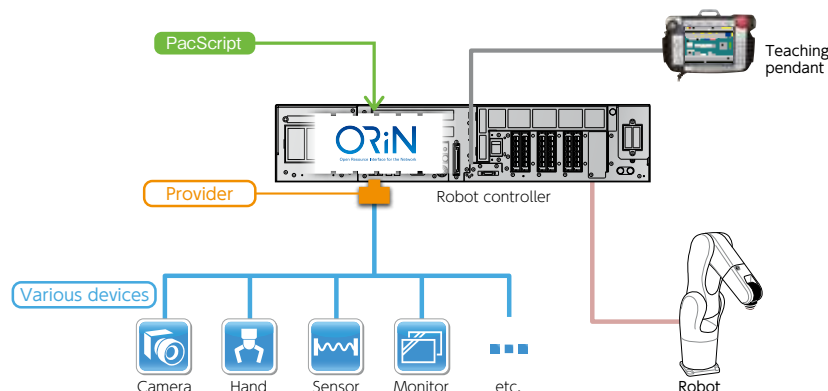 PacScript
Teaching
pendant
ORiN
Open Resource Interface for the Network
Provider
Robot controller
Various devices
Camera
Hand
Sensor
Monitor
etc.
Robot